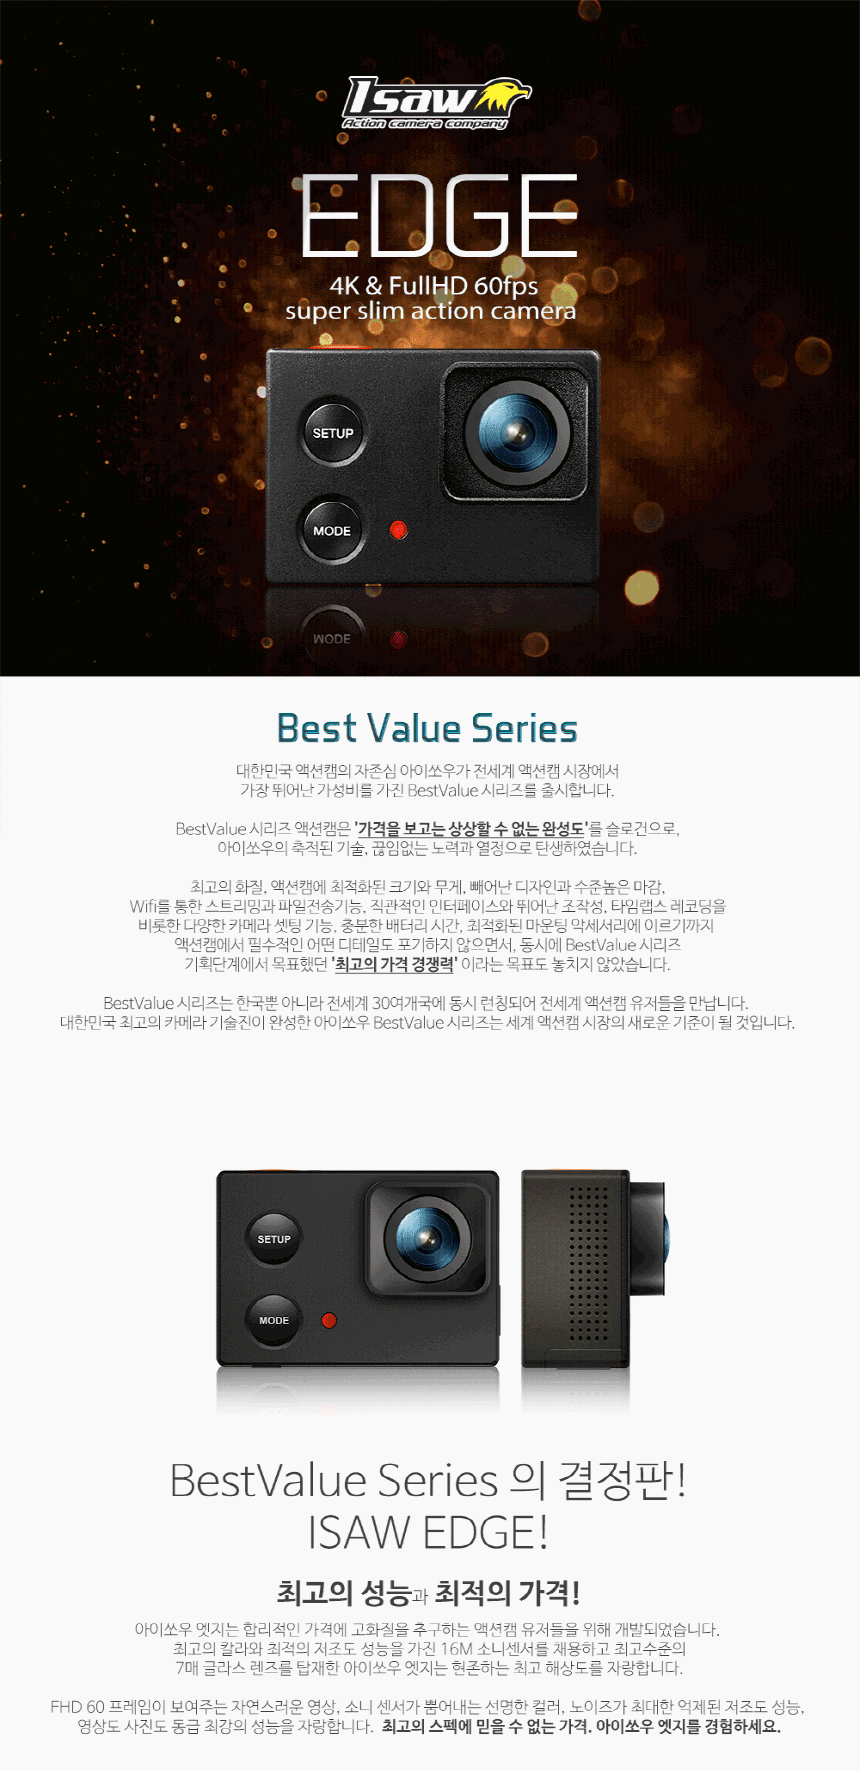 Isaw
Action camera company
EDGE
4K & FullHD 60fps
super slim action camera
SETUP
MODE
MODE
Best Value Series
대한민국 액션캠의 자존심 아이쏘우가 전세계 액션캠 시장에서
가장 뛰어난 가성비를 가진 BestValue 시리즈를 출시합니다.
BestValue 시리즈 액션캠은 '가격을 보고는 상상할 수 없는 완성도'를 슬로건으로,
아이쏘우의 축적된 기술, 끊임없는 노력과 열정으로 탄생하였습니다.
최고의 화질, 액션캠에 최적화된 크기와 무게, 빼어난 디자인과 수준높은 마감,
Wifi를 통한 스트리밍과 파일전송기능, 직관적인 인터페이스와 뛰어난 조작성, 타임랩스 레코딩을
비롯한 다양한 카메라 셋팅 기능, 충분한 배터리 시간, 최적화된 마운팅 악세서리에 이르기까지
액션캠에서 필수적인 어떤 디테일도 포기하지 않으면서, 동시에 BestValue 시리즈
기획단계에서 목표했던 '최고의 가격 경쟁력' 이라는 목표도 놓치지 않았습니다.
BestValue 시리즈는 한국뿐 아니라 전세계 30여개국에 동시 런칭되어 전세계 액션캠 유저들을 만납니다.
대한민국 최고의 카메라 기술진이 완성한 아이쏘우 BestValue 시리즈는 세계 액션캠 시장의 새로운 기준이 될 것입니다.
SETUP
MODE
BestValue Series 의 결정판!
ISAW EDGE!
최고의 성능과 최적의 가격!
아이쏘우 엣지는 합리적인 가격에 고화질을 추구하는 액션캠 유저들을 위해 개발되었습니다.
최고의 칼라와 최적의 저조도 성능을 가진 16M 소니센서를 채용하고 최고수준의
7매 글라스 렌즈를 탑재한 아이쏘우 엣지는 현존하는 최고 해상도를 자랑합니다.
FHD 60 프레임이 보여주는 자연스러운 영상, 소니 센서가 뿜어내는 선명한 컬러, 노이즈가 최대한 억제된 저조도 성능,
영상도 사진도 동급 최강의 성능을 자랑합니다. 최고의 스펙에 믿을 수 없는 가격. 아이쏘우 엣지를 경험하세요.